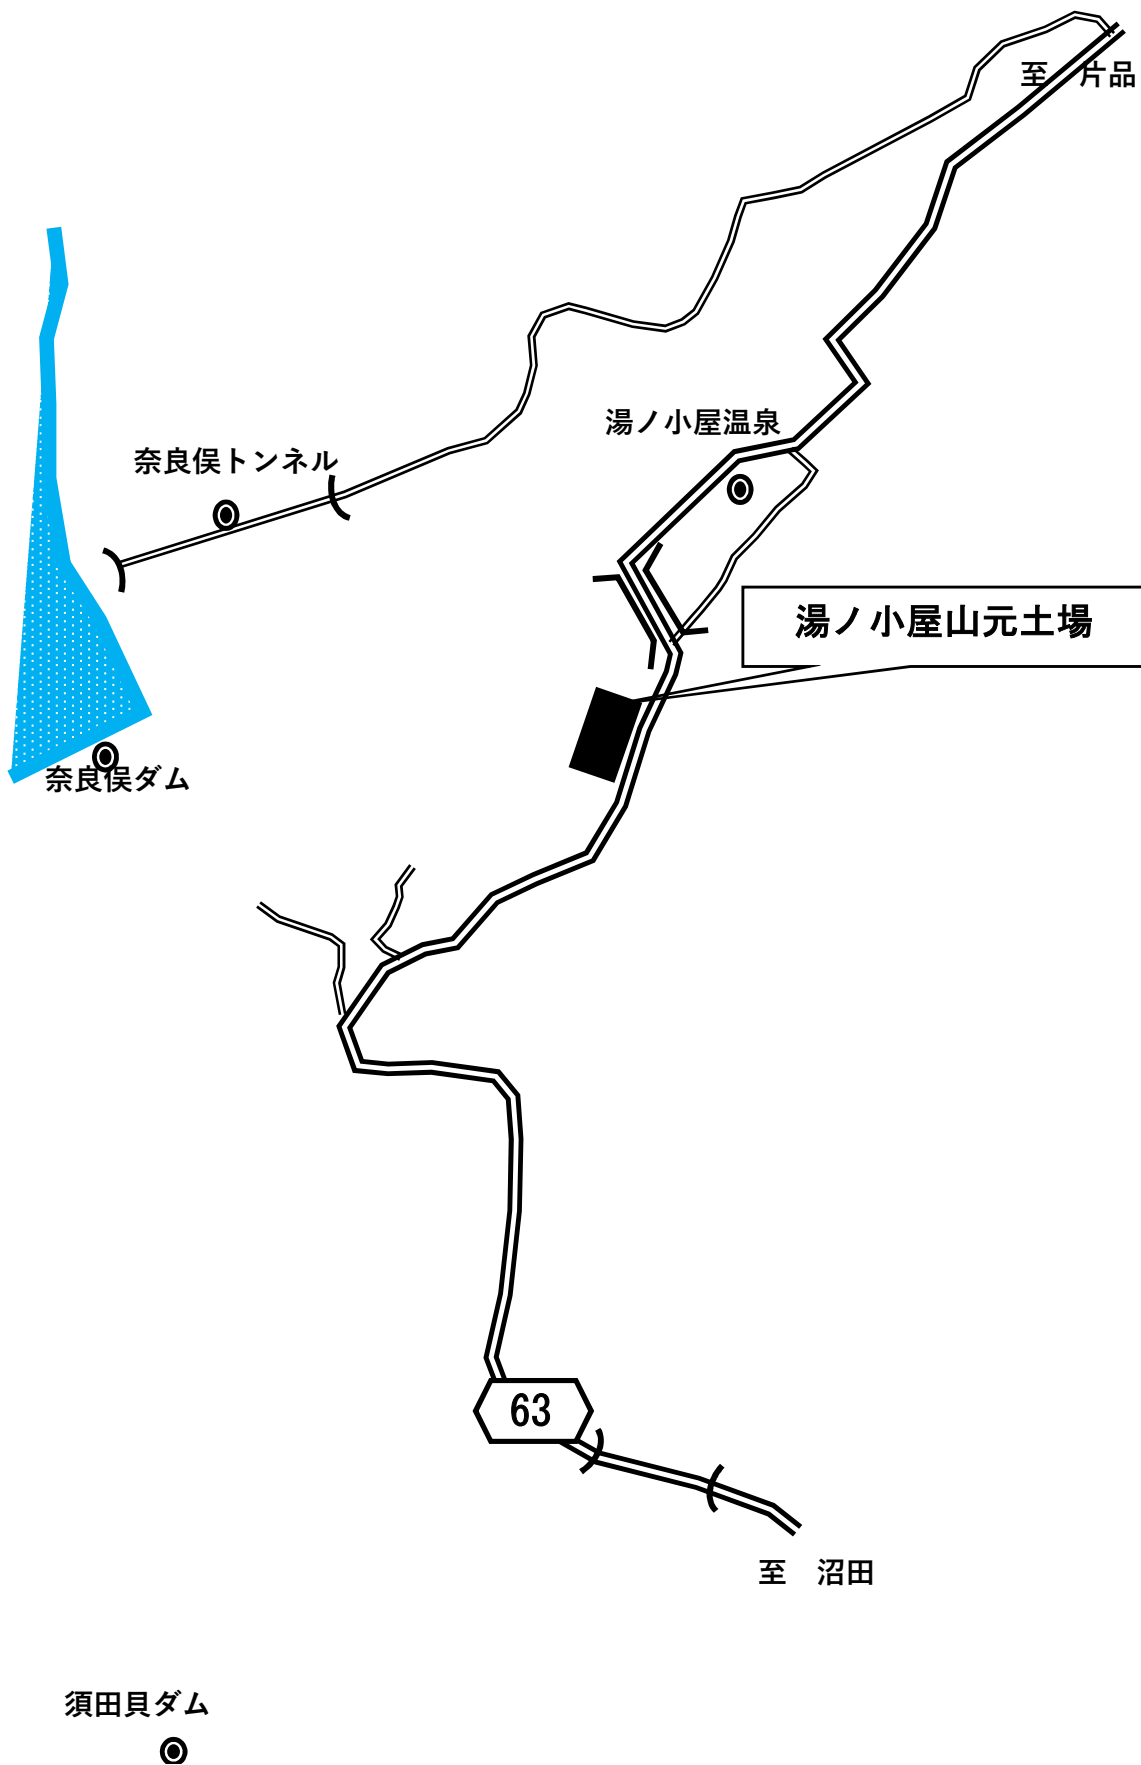 至　片品
湯ノ小屋温泉
奈良俣トンネル
湯ノ小屋山元土場
奈良俣ダム
63
至　沼田
須田貝ダム